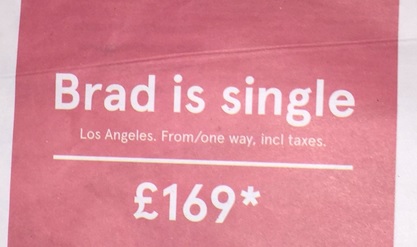 Brad is single
Los Angeles. From/one way, incl taxes.
£169*